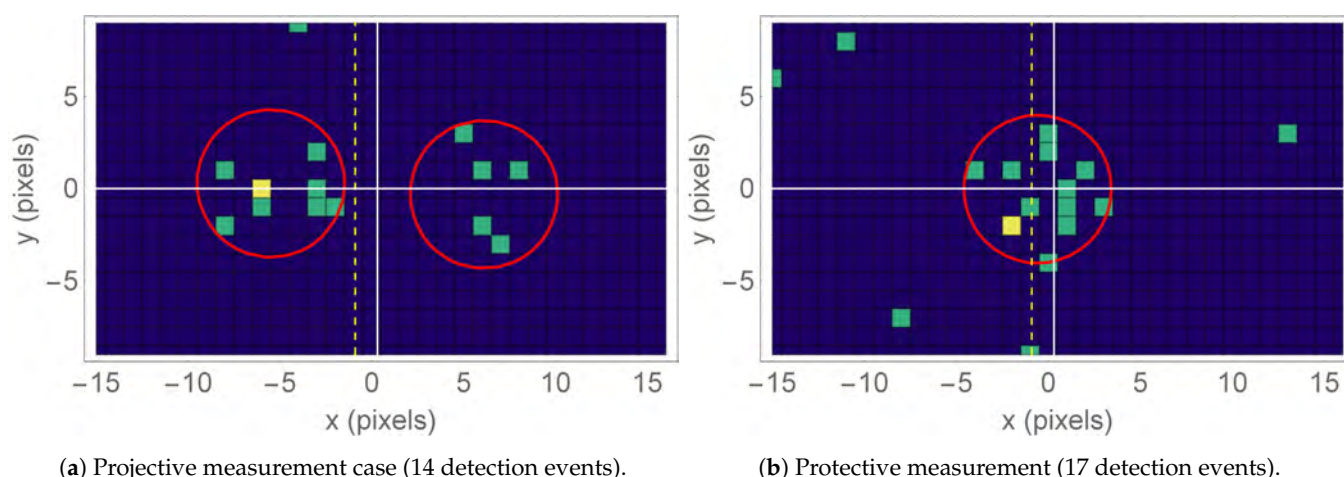 5
0
−5
y (pixels)
−15 −10 −5 0 5 10 15
x (pixels)
(a) Projective measurement case (14 detection events).
5
0
−5
y (pixels)
−15 −10 −5 0 5 10 15
x (pixels)
(b) Protective measurement (17 detection events).